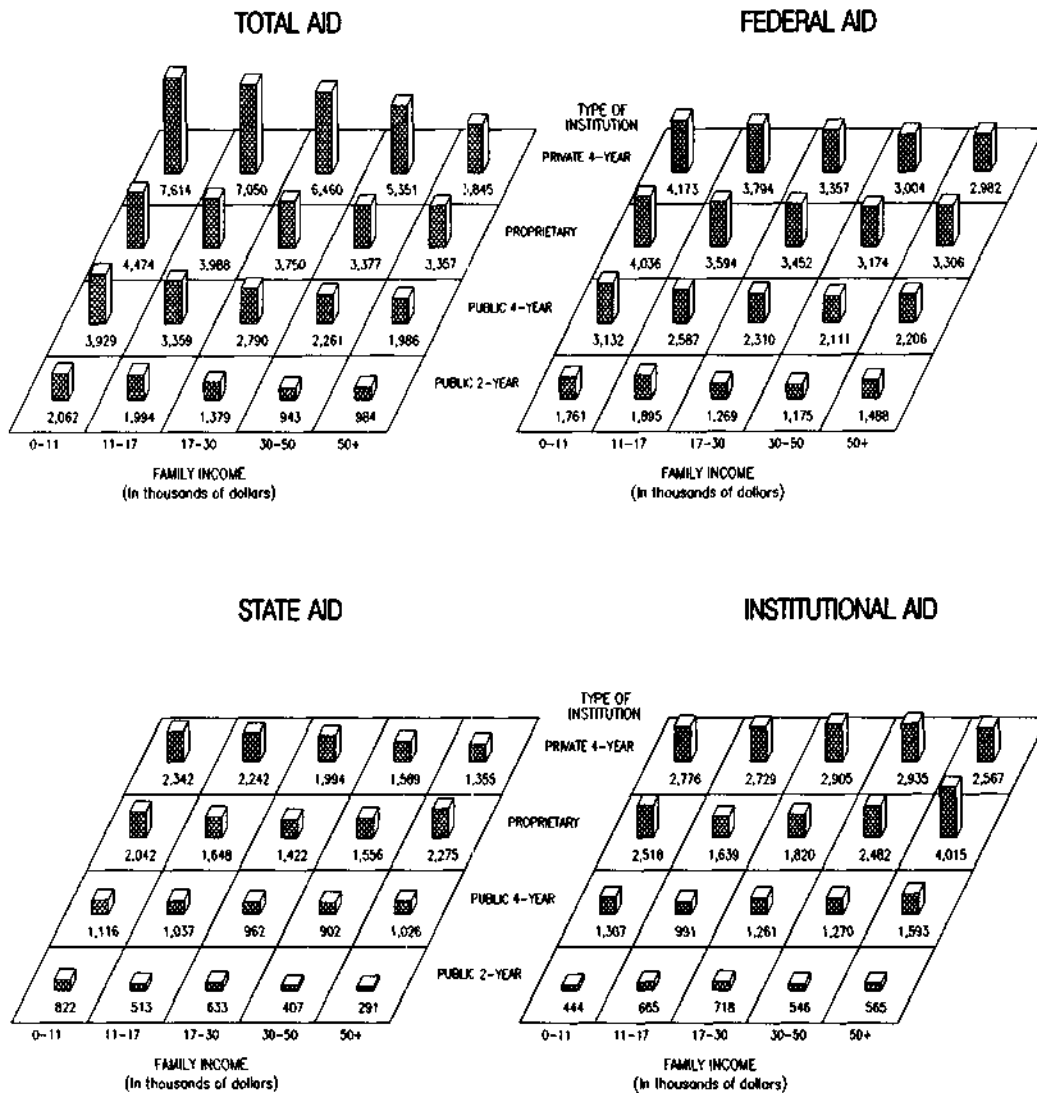 TOTAL AID
FEDERAL AID
TYPE OF
INSTITUTION
PRIVATE 4-YEAR
7,614 7,050 6,460 5,351 3,845
4,173 3,794 3,357 3,004 2,982
PROPRIETARY
4,474 3,988 3,750 3,377 3,357
4,036 3,594 3,452 3,174 3,306
PUBLIC 4-YEAR
3,929 3,359 2,790 2,261 1,986
3,132 2,587 2,310 2,111 2,206
PUBLIC 2-YEAR
2,062 1,994 1,379 943 984
1,761 1,895 1,269 1,175 1,488
0-11 11-17 17-30 30-50 50+
0-11 11-17 17-30 30-50 50+
FAMILY INCOME
(In thousands of dollars)
FAMILY INCOME
(In thousands of dollars)
STATE AID
INSTITUTIONAL AID
TYPE OF
INSTITUTION
PRIVATE 4-YEAR
2,342 2,242 1,994 1,355
2,776 2,729 2,905 2,935 2,567
PROPRIETARY
2,042 1,648 1,422 1,556 2,275
2,518 1,639 1,820 2,482 4,015
PUBLIC 4-YEAR
1,116 1,037 962 902 1,026
1,307 991 1,261 1,270 1,593
PUBLIC 2-YEAR
822 513 633 407 291
444 665 718 546 565
0-11 11-17 17-30 30-50 50+
0-11 11-17 17-30 30-50 50+
FAMILY INCOME
(In thousands of dollars)
FAMILY INCOME
(In thousands of dollars)